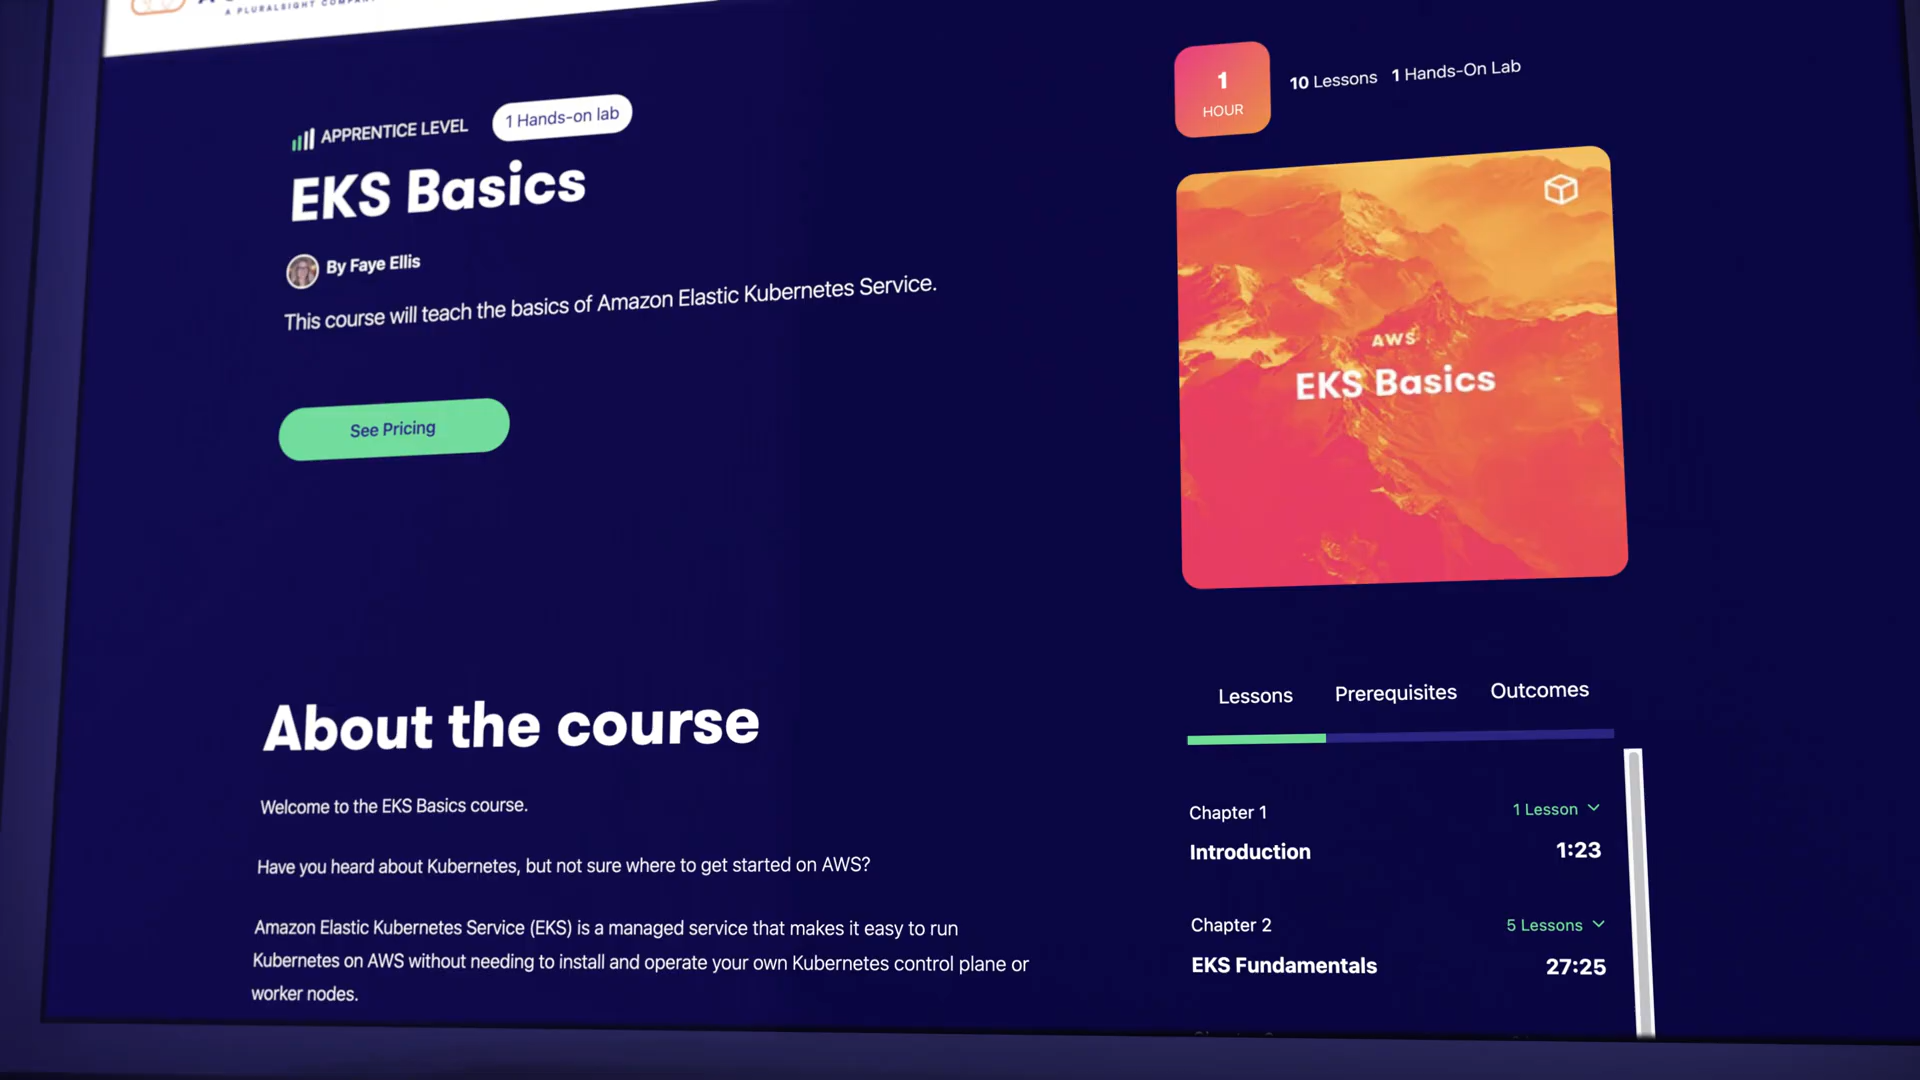 A PLURALSIGHT COMPANY
APPRENTICE LEVEL
1 Hands-on lab
EKS Basics
By Faye Ellis
This course will teach the basics of Amazon Elastic Kubernetes Service.
See Pricing
1
HOUR
10 Lessons 1 Hands-On Lab
AWS
EKS Basics
About the course
Welcome to the EKS Basics course.
Have you heard about Kubernetes, but not sure where to get started on AWS?
Amazon Elastic Kubernetes Service (EKS) is a managed service that makes it easy to run
Kubernetes on AWS without needing to install and operate your own Kubernetes control plane or
worker nodes.
Lessons Prerequisites Outcomes
Chapter 1 1 Lesson
Introduction 1:23
Chapter 2 5 Lessons
EKS Fundamentals 27:25